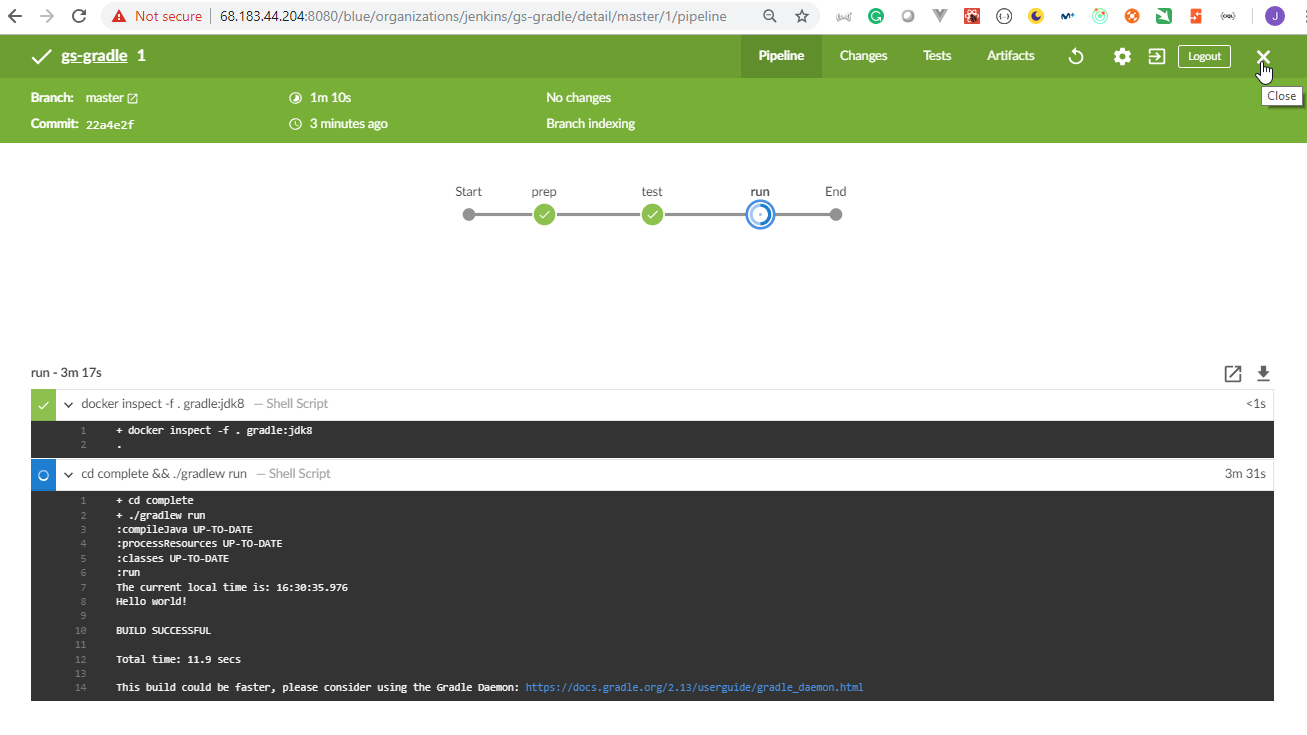 Not secure | 68.183.44.204:8080/blue/organizations/jenkins/gs-gradle/detail/master/1/pipeline
J
gs-gradle 1 Pipeline Changes Tests Artifacts Logout
Close
Branch: master 1m 10s No changes
Commit: 22a4e2f 3 minutes ago Branch indexing
Start prep test run End
run - 3m 17s
docker inspect -f . gradle:jdk8 — Shell Script <1s
1 + docker inspect -f . gradle:jdk8
2 .
cd complete && ./gradlew run — Shell Script 3m 31s
1 + cd complete
2 + ./gradlew run
3 :compileJava UP-TO-DATE
4 :processResources UP-TO-DATE
5 :classes UP-TO-DATE
6 :run
7 The current local time is: 16:30:35.976
8 Hello world!
9
10 BUILD SUCCESSFUL
11
12 Total time: 11.9 secs
13
14 This build could be faster, please consider using the Gradle Daemon: https://docs.gradle.org/2.13/userguide/gradle_daemon.html